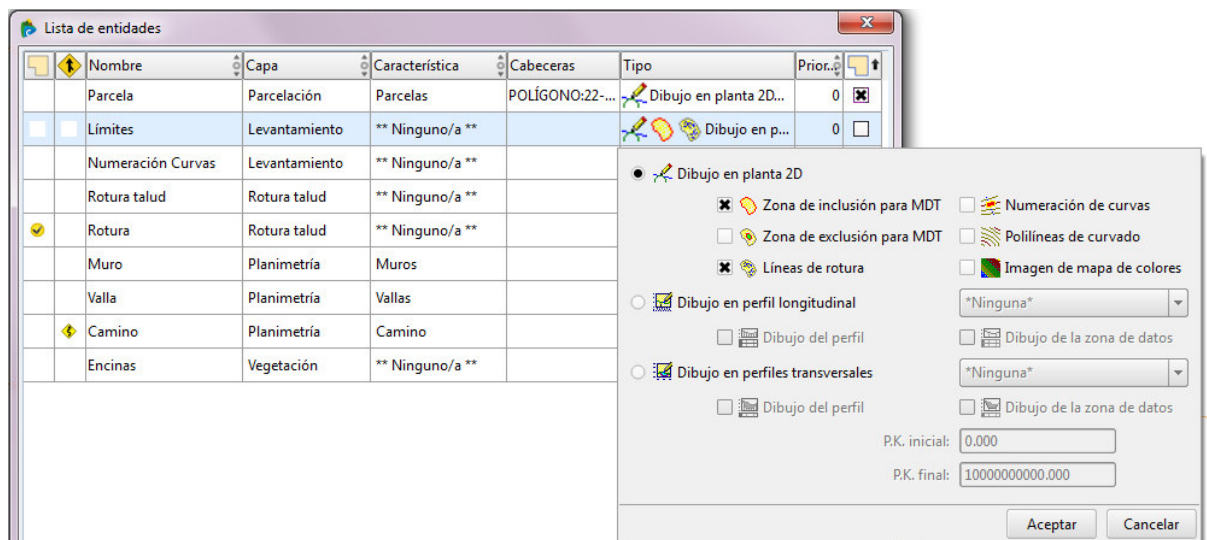 Lista de entidades
Nombre Capa Característica Cabeceras Tipo Prior..
Parcela Parcelación Parcelas POLÍGONO:22-... Dibujo en planta 2D... 0
Límites Levantamiento ** Ninguno/a ** Dibujo en p... 0
Numeración Curvas Levantamiento ** Ninguno/a **
Rotura talud Rotura talud ** Ninguno/a **
Rotura Rotura talud ** Ninguno/a **
Muro Planimetría Muros
Valla Planimetría Vallas
Camino Planimetría Camino
Encinas Vegetación ** Ninguno/a **
Dibujo en planta 2D
Zona de inclusión para MDT Numeración de curvas
Zona de exclusión para MDT Polilíneas de curvado
Líneas de rotura Imagen de mapa de colores
Dibujo en perfil longitudinal *Ninguna*
Dibujo del perfil Dibujo de la zona de datos
Dibujo en perfiles transversales *Ninguna*
Dibujo del perfil Dibujo de la zona de datos
P.K. inicial: 0.000
P.K. final: 10000000000.000
Aceptar Cancelar